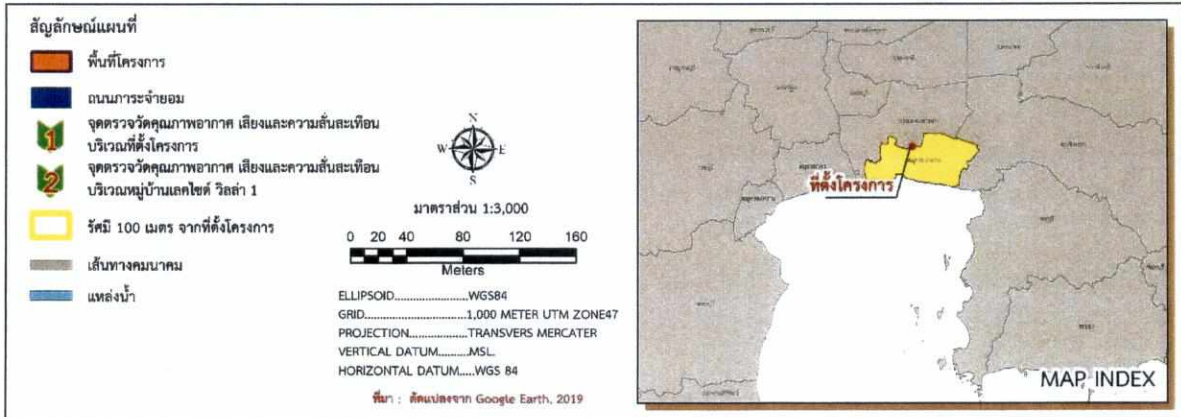 สัญลักษณ์แผนที่
พื้นที่โครงการ
ถนนภาระจำยอม
1
จุดตรวจวัดคุณภาพอากาศ เสียงและความสั่นสะเทือน
บริเวณที่ตั้งโครงการ
2
จุดตรวจวัดคุณภาพอากาศ เสียงและความสั่นสะเทือน
บริเวณหมู่บ้านเลคไซด์ วิลล่า 1
รัศมี 100 เมตร จากที่ตั้งโครงการ
เส้นทางคมนาคม
แหล่งน้ำ
N
W E
S
มาตราส่วน 1:3,000
0 20 40 80 120 160
Meters
ELLIPSOID......................WGS84
GRID..............................1,000 METER UTM ZONE47
PROJECTION.................TRANSVERS MERCATER
VERTICAL DATUM.........MSL.
HORIZONTAL DATUM.....WGS 84
ที่มา : ดัดแปลงจาก Google Earth, 2019
ที่ตั้งโครงการ
MAP INDEX